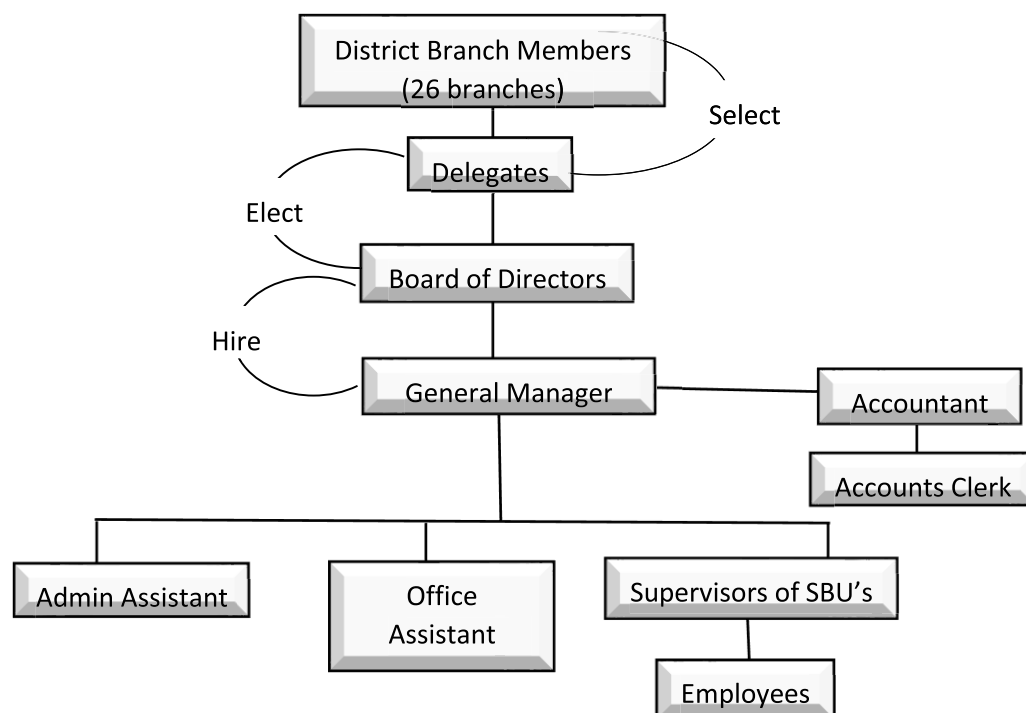 District Branch Members
(26 branches)
Select
Delegates
Elect
Board of Directors
Hire
General Manager
Accountant
Accounts Clerk
Admin Assistant
Office
Assistant
Supervisors of SBU’s
Employees